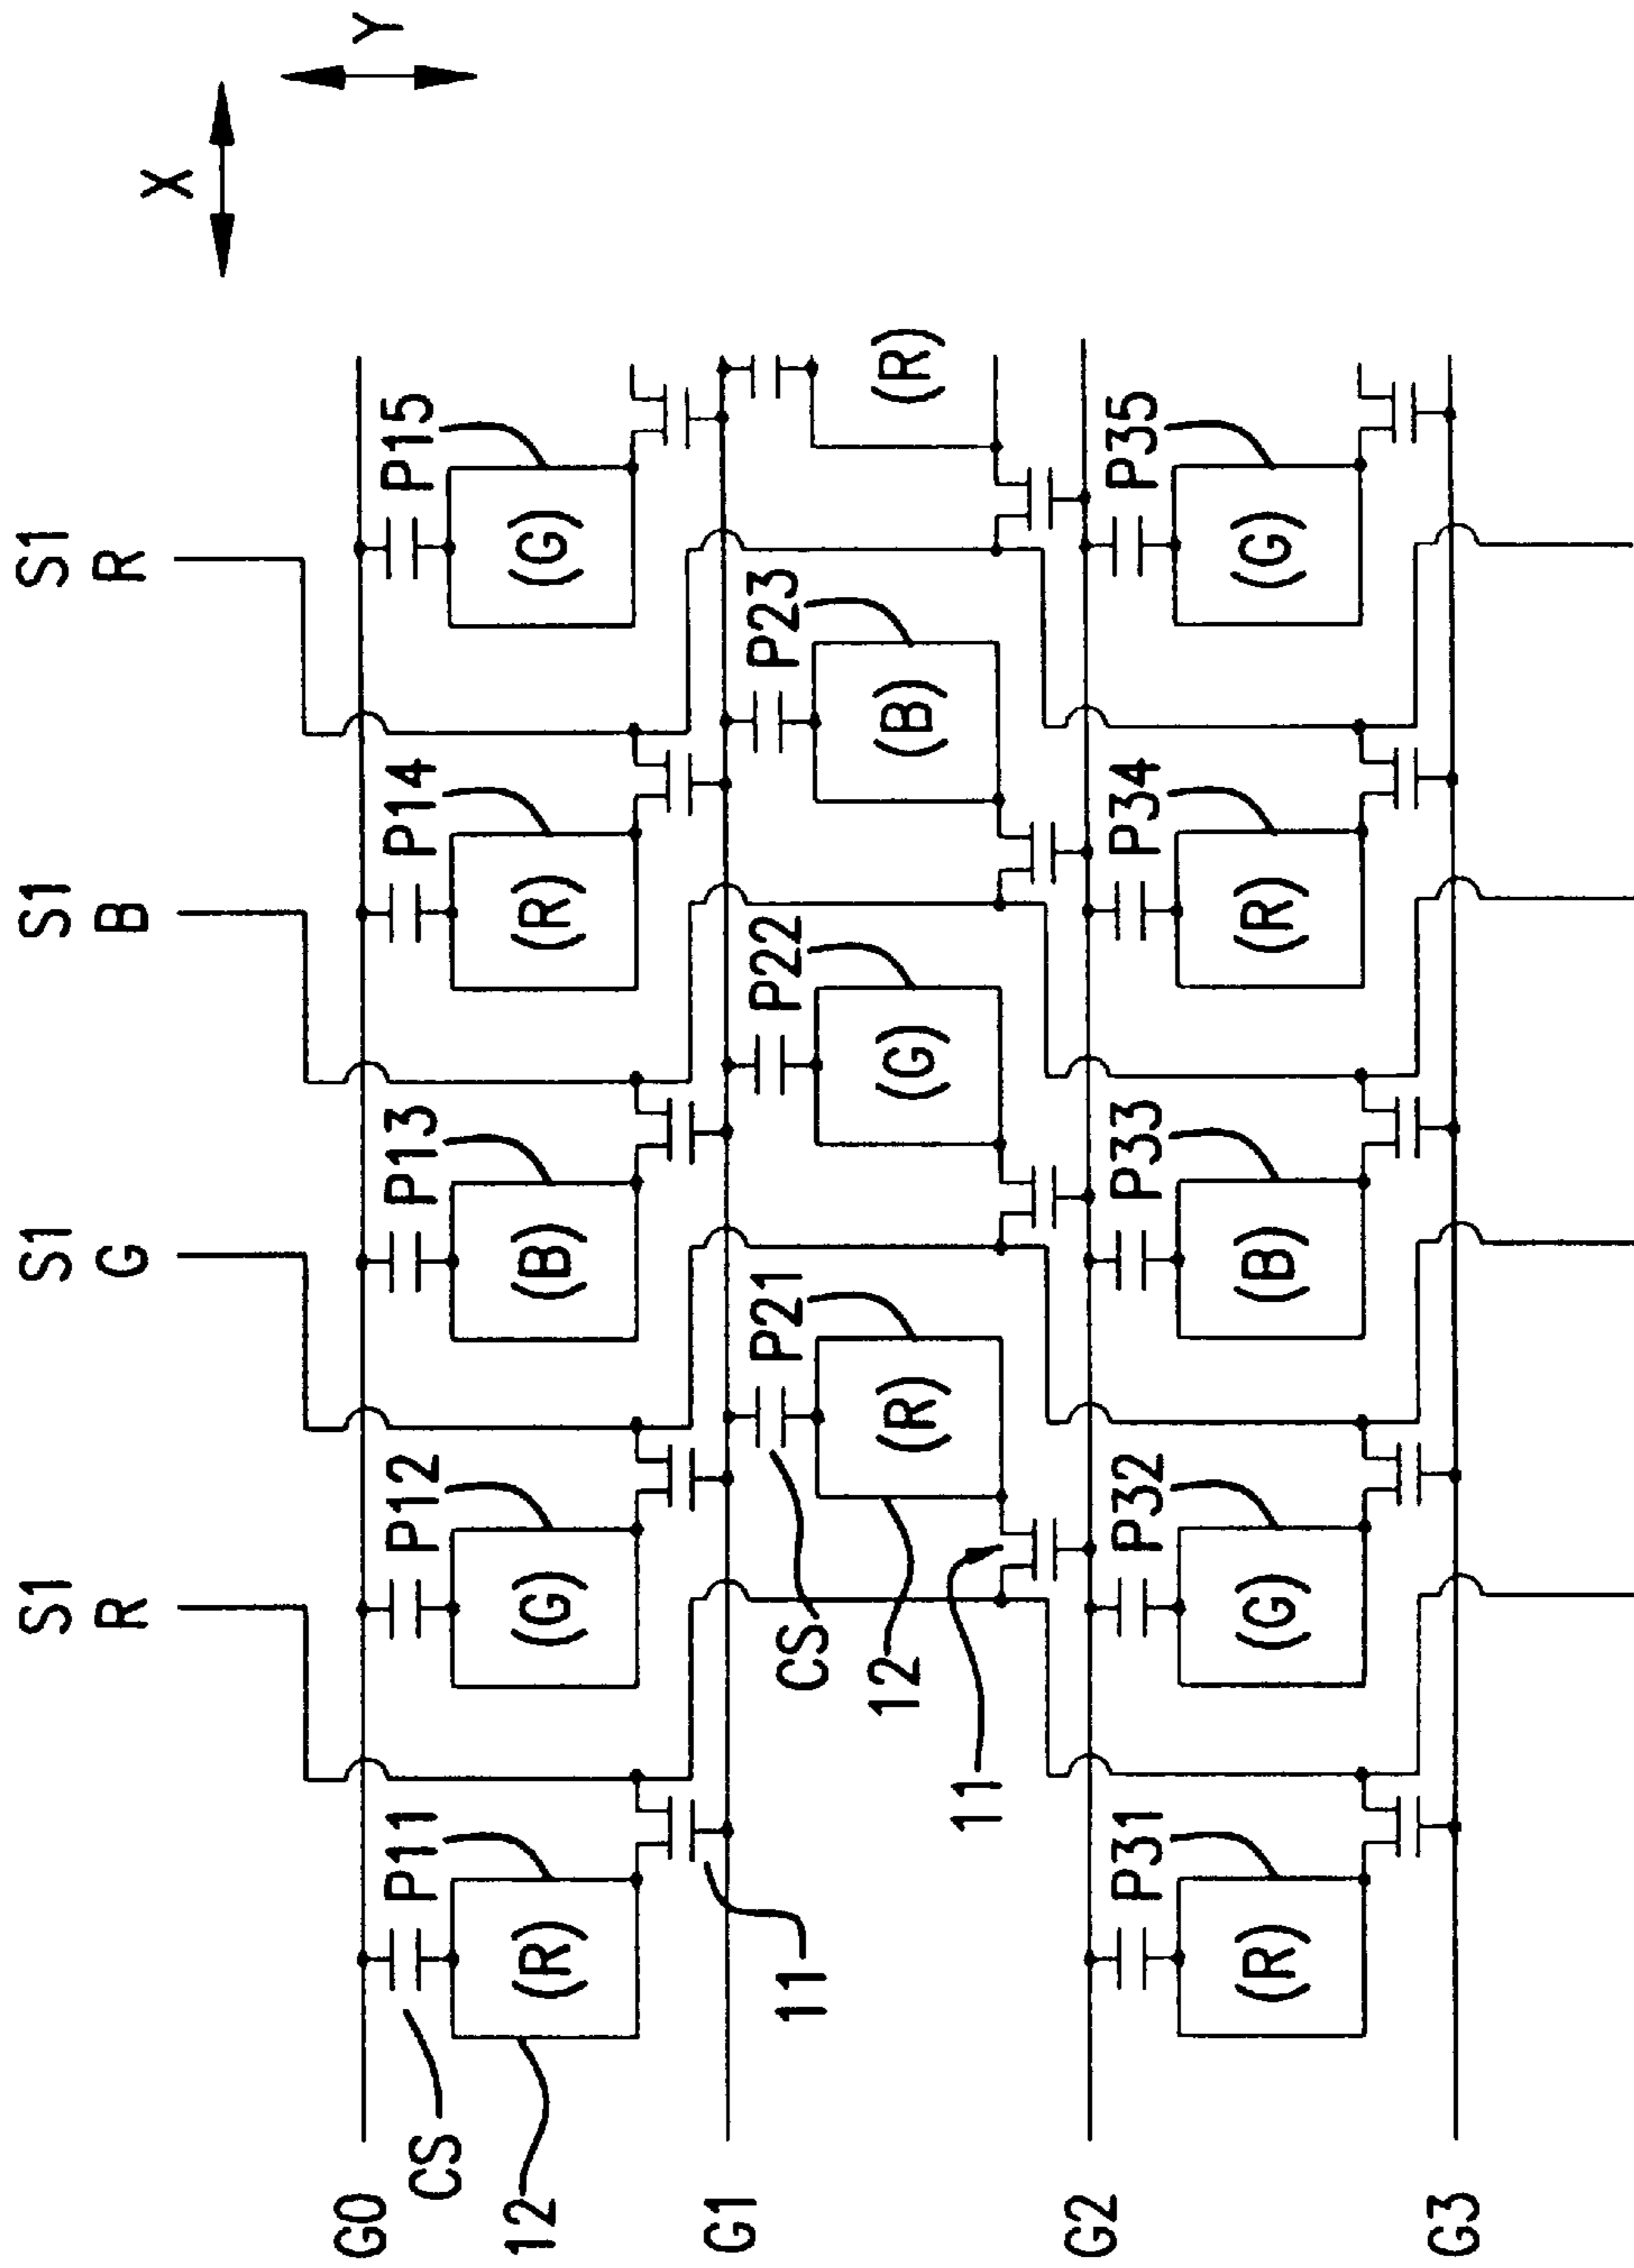 S1 S1 S1 S1
R G B R
X
Y
G0
P11 P12 P13 P14 P15
CS
12 (R) (G) (B) (R) (G)
G1
P21 P22 P23
11 CS
12 (R) (G) (B) (R)
11
G2
P31 P32 P33 P34 P35
(R) (G) (B) (R) (G)
G3